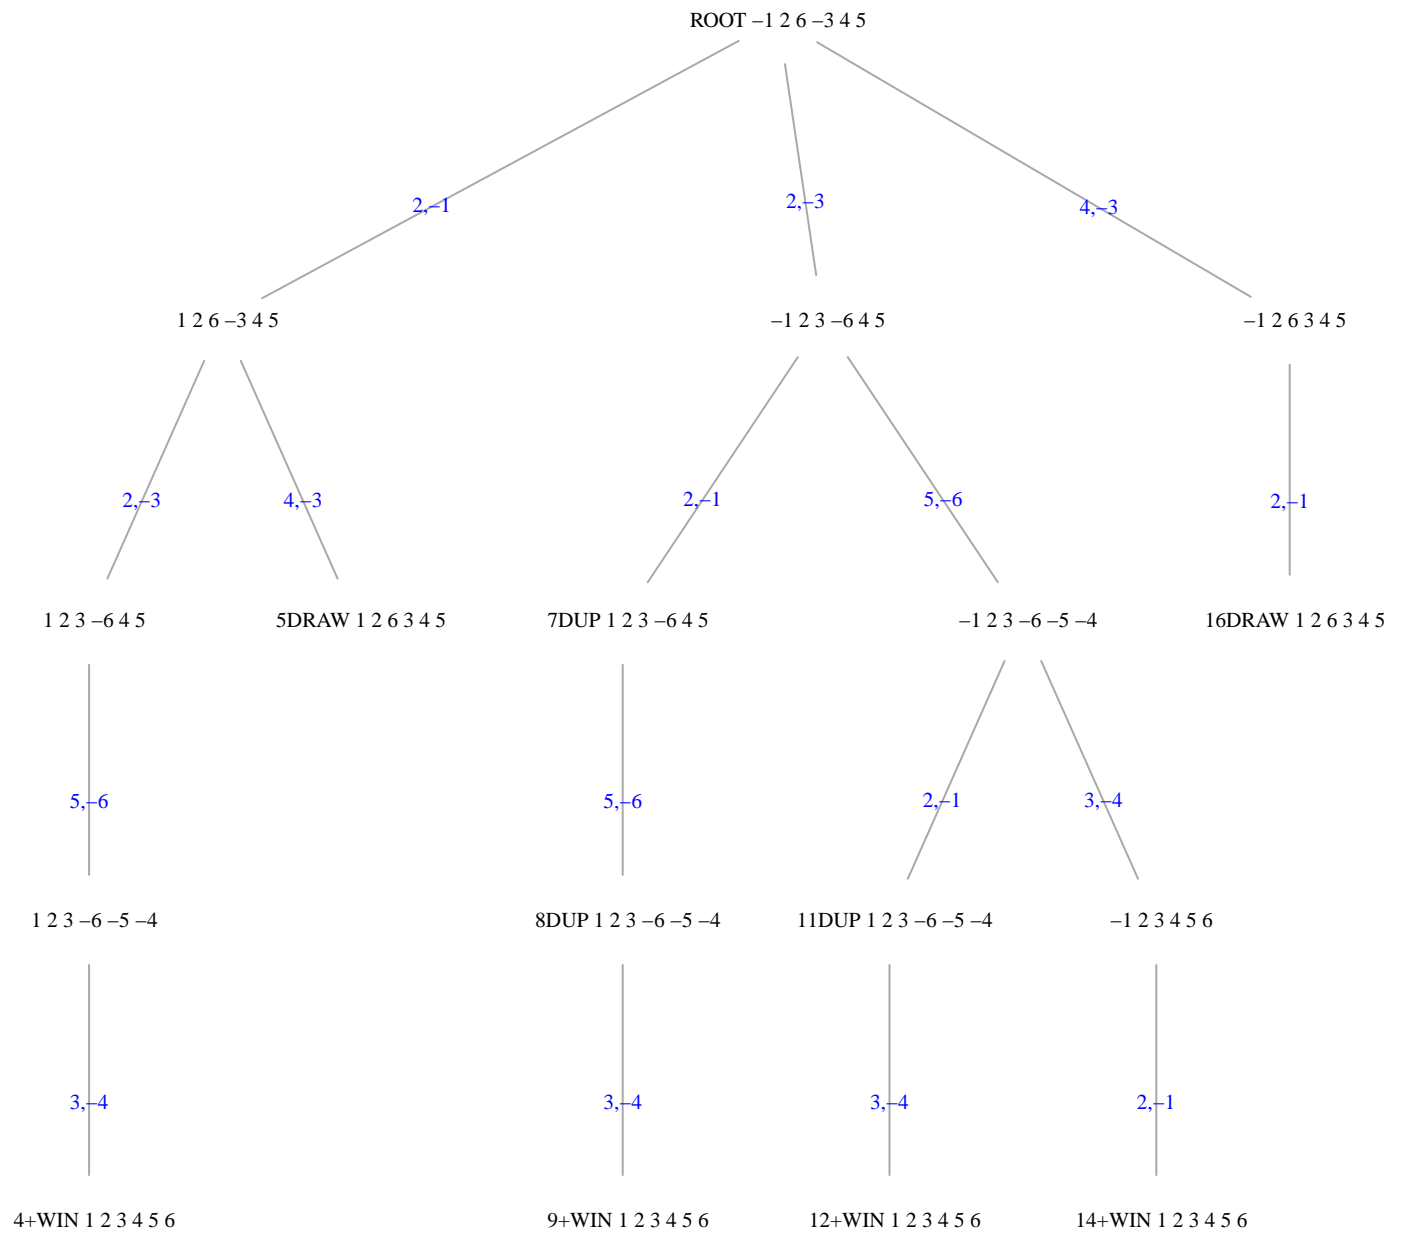 ROOT –1 2 6 –3 4 5
2,–1
2,–3
4,–3
1 2 6 –3 4 5
–1 2 3 –6 4 5
–1 2 6 3 4 5
2,–3
4,–3
2,–1
5,–6
2,–1
1 2 3 –6 4 5
5DRAW 1 2 6 3 4 5
7DUP 1 2 3 –6 4 5
–1 2 3 –6 –5 –4
16DRAW 1 2 6 3 4 5
5,–6
5,–6
2,–1
3,–4
1 2 3 –6 –5 –4
8DUP 1 2 3 –6 –5 –4
11DUP 1 2 3 –6 –5 –4
–1 2 3 4 5 6
3,–4
3,–4
3,–4
2,–1
4+WIN 1 2 3 4 5 6
9+WIN 1 2 3 4 5 6
12+WIN 1 2 3 4 5 6
14+WIN 1 2 3 4 5 6